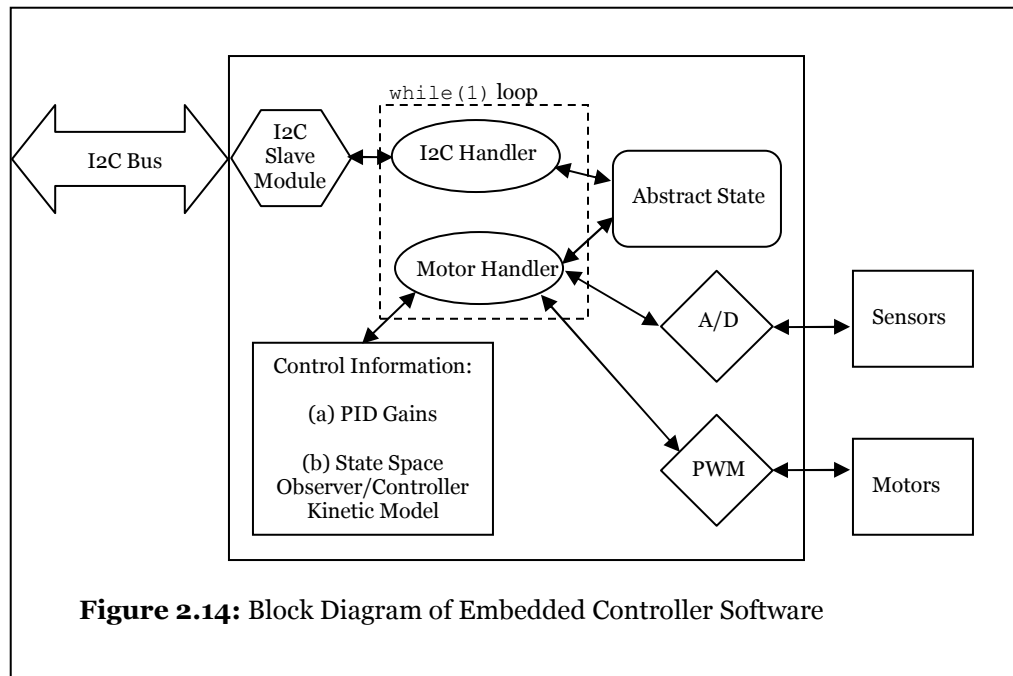 while(1) loop
I2C Bus
I2C
Slave
Module
I2C Handler
Abstract State
Motor Handler
A/D
Sensors
Control Information:
(a) PID Gains
(b) State Space
Observer/Controller
Kinetic Model
PWM
Motors
Figure 2.14: Block Diagram of Embedded Controller Software